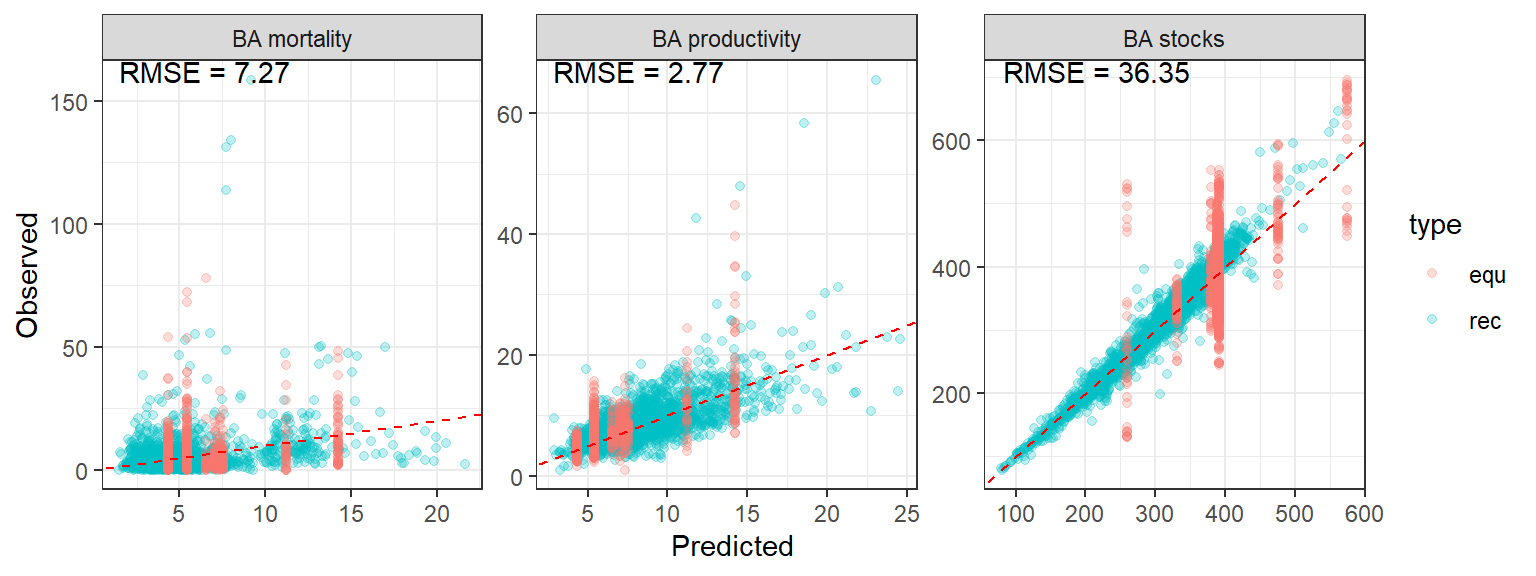 BA mortality
BA productivity
BA stocks
RMSE = 7.27
RMSE = 2.77
RMSE = 36.35
Observed
150
100
50
0
60
40
20
0
600
400
200
5 10 15 20
5 10 15 20 25
100 200 300 400 500 600
Predicted
type
equ
rec